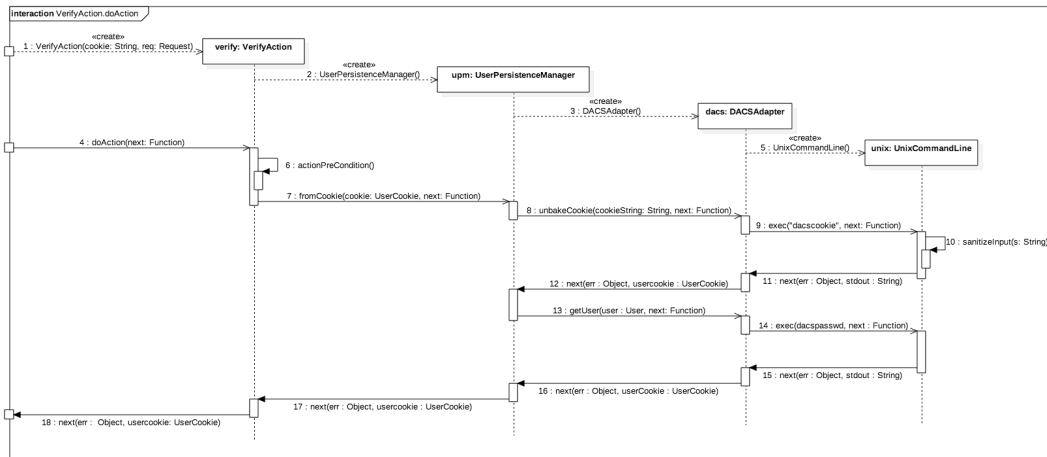 interaction VerifyAction.doAction
«create»
1 : VerifyAction(cookie: String, req: Request)
verify: VerifyAction
«create»
2 : UserPersistenceManager()
upm: UserPersistenceManager
«create»
3 : DACSAdapter()
dacs: DACSAdapter
«create»
5 : UnixCommandLine()
unix: UnixCommandLine
4 : doAction(next: Function)
6 : actionPreCondition()
7 : fromCookie(cookie: UserCookie, next: Function)
8 : unbakeCookie(cookieString: String, next: Function)
9 : exec("dacscookie", next: Function)
10 : sanitizeInput(s: String)
11 : next(err : Object, stdout : String)
12 : next(err : Object, usercookie : UserCookie)
13 : getUser(user : User, next: Function)
14 : exec(dacspasswd, next : Function)
15 : next(err : Object, stdout : String)
16 : next(err : Object, userCookie : UserCookie)
17 : next(err : Object, usercookie : UserCookie)
18 : next(err : Object, usercookie: UserCookie)